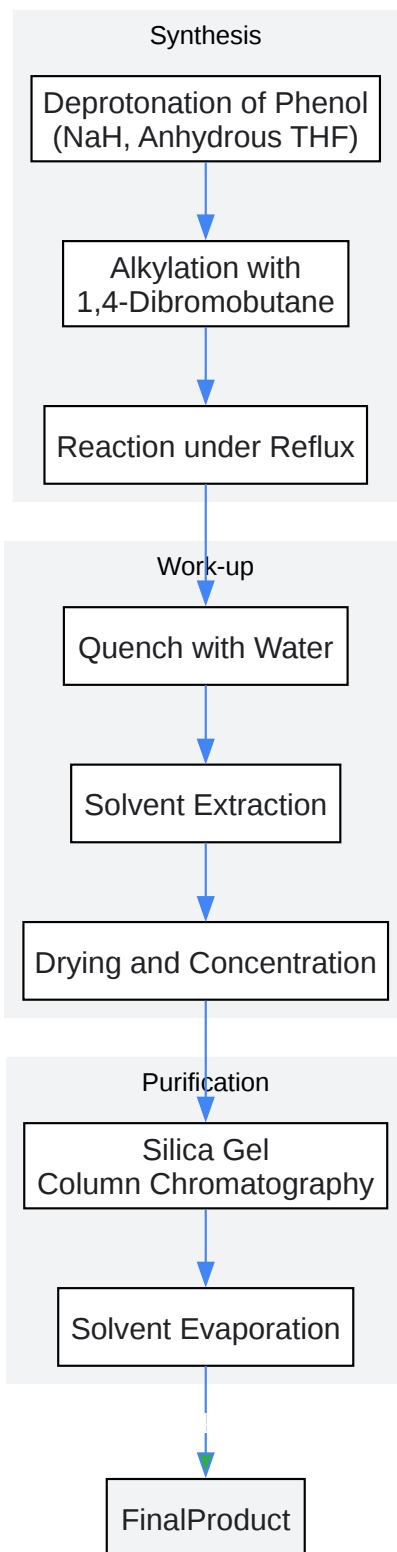 Synthesis
Deprotonation of Phenol
(NaH, Anhydrous THF)
Alkylation with
1,4-Dibromobutane
Reaction under Reflux
Work-up
Quench with Water
Solvent Extraction
Drying and Concentration
Purification
Silica Gel
Column Chromatography
Solvent Evaporation
FinalProduct